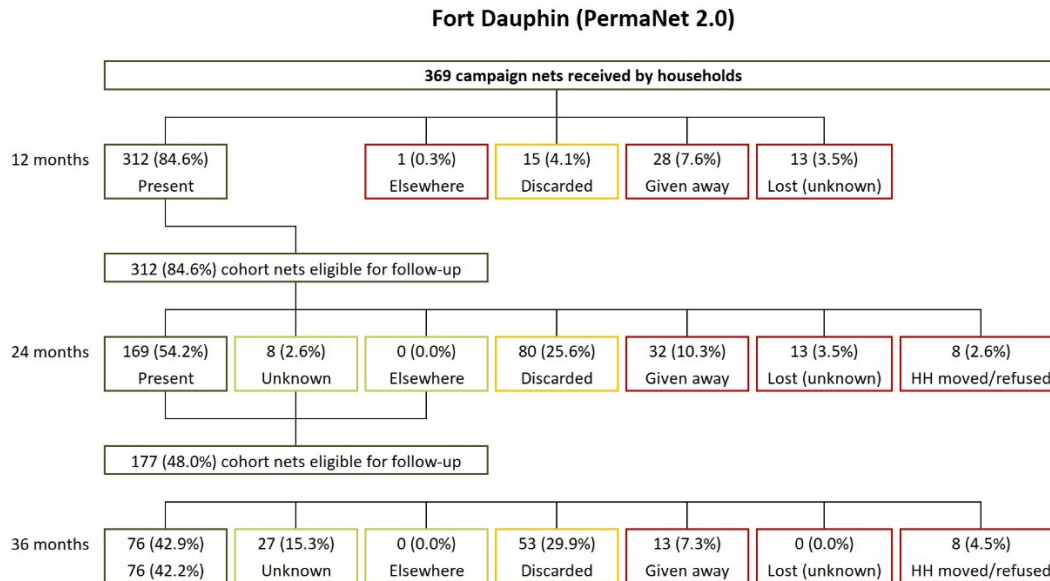 Fort Dauphin (PermaNet 2.0)
369 campaign nets received by households
12 months
312 (84.6%)
Present
1 (0.3%)
Elsewhere
15 (4.1%)
Discarded
28 (7.6%)
Given away
13 (3.5%)
Lost (unknown)
312 (84.6%) cohort nets eligible for follow-up
24 months
169 (54.2%)
Present
8 (2.6%)
Unknown
0 (0.0%)
Elsewhere
80 (25.6%)
Discarded
32 (10.3%)
Given away
13 (3.5%)
Lost (unknown)
8 (2.6%)
HH moved/refused
177 (48.0%) cohort nets eligible for follow-up
36 months
76 (42.9%)
76 (42.2%)
27 (15.3%)
Unknown
0 (0.0%)
Elsewhere
53 (29.9%)
Discarded
13 (7.3%)
Given away
0 (0.0%)
Lost (unknown)
8 (4.5%)
HH moved/refused